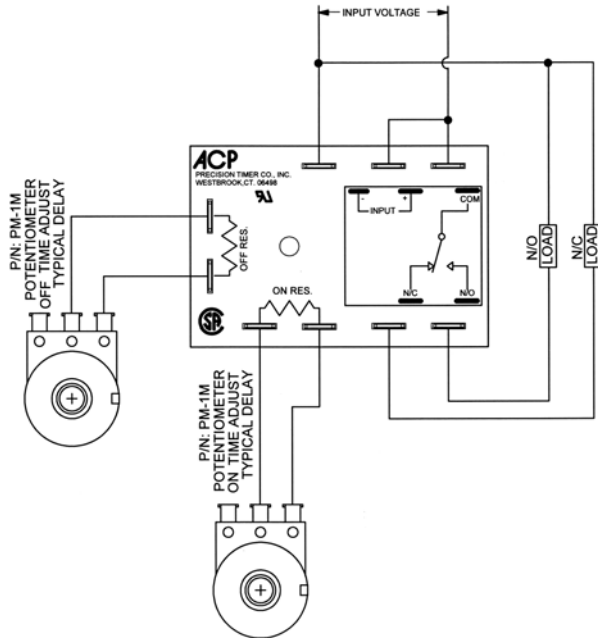 INPUT VOLTAGE
ACP
PRECISION TIMER CO., INC.
WESTBROOK,CT. 06498
- +
INPUT
COM
N/C
N/O
OFF RES.
ON RES.
N/O
LOAD
N/C
LOAD
P/N: PM-1M
POTENTIOMETER
OFF TIME ADJUST
TYPICAL DELAY
P/N: PM-1M
POTENTIOMETER
ON TIME ADJUST
TYPICAL DELAY